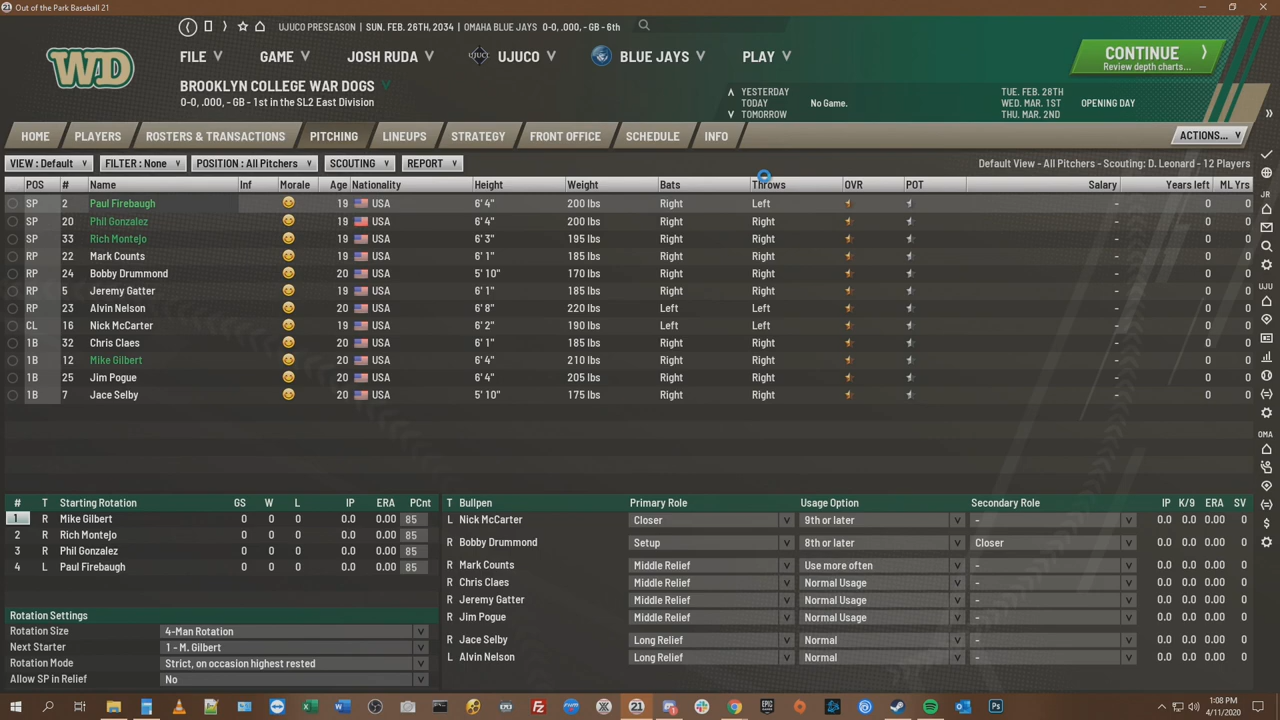 Out of the Park Baseball 21
UJUCO PRESEASON | SUN. FEB. 26TH, 2034 | OMAHA BLUE JAYS 0-0, .000, - GB - 6th
WD
FILE GAME JOSH RUDA UJUCO BLUE JAYS PLAY
CONTINUE
Review depth charts...
BROOKLYN COLLEGE WAR DOGS
0-0, .000, - GB - 1st in the SL2 East Division
YESTERDAY TUE. FEB. 28TH
TODAY No Game. WED. MAR. 1ST OPENING DAY
TOMORROW THU. MAR. 2ND
HOME PLAYERS ROSTERS & TRANSACTIONS PITCHING LINEUPS STRATEGY FRONT OFFICE SCHEDULE INFO ACTIONS...
VIEW : Default FILTER : None POSITION : All Pitchers SCOUTING REPORT Default View - All Pitchers - Scouting: D. Leonard - 12 Players
POS # Name Inf Morale Age Nationality Height Weight Bats Throws OVR POT Salary Years left ML Yrs
SP 2 Paul Firebaugh 19 USA 6' 4" 200 lbs Right Left - 0 0
SP 20 Phil Gonzalez 19 USA 6' 4" 200 lbs Right Right - 0 0
SP 33 Rich Montejo 19 USA 6' 3" 195 lbs Right Right - 0 0
RP 22 Mark Counts 19 USA 6' 1" 185 lbs Right Right - 0 0
RP 24 Bobby Drummond 20 USA 5' 10" 170 lbs Right Right - 0 0
RP 5 Jeremy Gatter 19 USA 6' 1" 185 lbs Right Right - 0 0
RP 23 Alvin Nelson 20 USA 6' 8" 220 lbs Left Left - 0 0
CL 16 Nick McCarter 19 USA 6' 2" 190 lbs Left Left - 0 0
1B 32 Chris Claes 20 USA 6' 1" 185 lbs Right Right - 0 0
1B 12 Mike Gilbert 20 USA 6' 4" 210 lbs Right Right - 0 0
1B 25 Jim Pogue 20 USA 6' 4" 205 lbs Right Right - 0 0
1B 7 Jace Selby 20 USA 5' 10" 175 lbs Right Right - 0 0
JR
UJU
OMA
# T Starting Rotation GS W L IP ERA PCnt
1 R Mike Gilbert 0 0 0 0.0 0.00 85
2 R Rich Montejo 0 0 0 0.0 0.00 85
3 R Phil Gonzalez 0 0 0 0.0 0.00 85
4 L Paul Firebaugh 0 0 0 0.0 0.00 85
Rotation Settings
Rotation Size 4-Man Rotation
Next Starter 1 - M. Gilbert
Rotation Mode Strict, on occasion highest rested
Allow SP in Relief No
T Bullpen Primary Role Usage Option Secondary Role IP K/9 ERA SV
L Nick McCarter Closer 9th or later - 0.0 0.0 0.00 0
R Bobby Drummond Setup 8th or later Closer 0.0 0.0 0.00 0
R Mark Counts Middle Relief Use more often - 0.0 0.0 0.00 0
R Chris Claes Middle Relief Normal Usage - 0.0 0.0 0.00 0
R Jeremy Gatter Middle Relief Normal Usage - 0.0 0.0 0.00 0
R Jim Pogue Middle Relief Normal Usage - 0.0 0.0 0.00 0
R Jace Selby Long Relief Normal - 0.0 0.0 0.00 0
L Alvin Nelson Long Relief Normal - 0.0 0.0 0.00 0
21
1:08 PM
4/11/2020